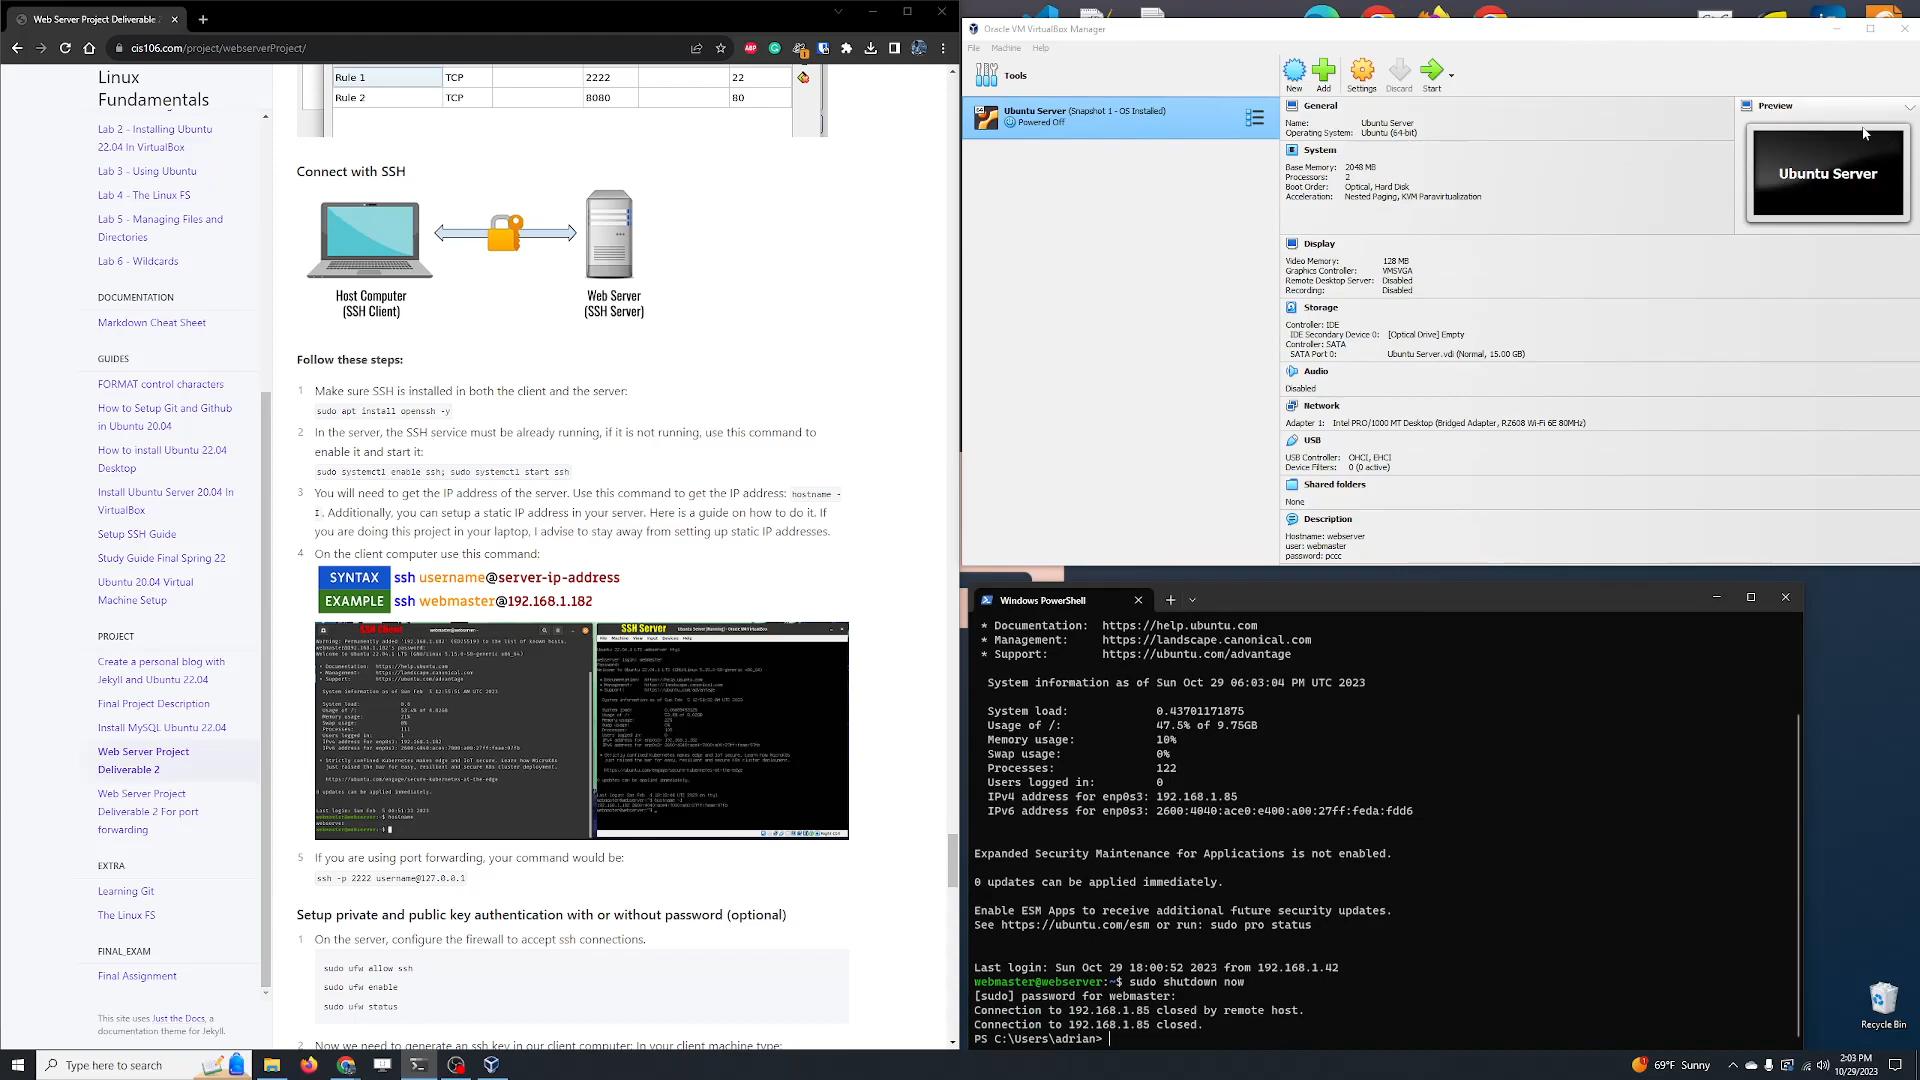 Web Server Project Deliverable 2
cis106.com/project/webserverProject/
Linux
Fundamentals
Lab 2 - Installing Ubuntu
22.04 In VirtualBox
Lab 3 - Using Ubuntu
Lab 4 - The Linux FS
Lab 5 - Managing Files and
Directories
Lab 6 - Wildcards
DOCUMENTATION
Markdown Cheat Sheet
GUIDES
FORMAT control characters
How to Setup Git and Github
in Ubuntu 20.04
How to install Ubuntu 22.04
Desktop
Install Ubuntu Server 20.04 In
VirtualBox
Setup SSH Guide
Study Guide Final Spring 22
Ubuntu 20.04 Virtual
Machine Setup
PROJECT
Create a personal blog with
Jekyll and Ubuntu 22.04
Final Project Description
Install MySQL Ubuntu 22.04
Web Server Project
Deliverable 2
Web Server Project
Deliverable 2 For port
forwarding
EXTRA
Learning Git
The Linux FS
FINAL_EXAM
Final Assignment
This site uses Just the Docs, a
documentation theme for Jekyll.
Rule 1 TCP 2222 22
Rule 2 TCP 8080 80
Connect with SSH
Host Computer
(SSH Client)
Web Server
(SSH Server)
Follow these steps:
1 Make sure SSH is installed in both the client and the server:
sudo apt install openssh -y
2 In the server, the SSH service must be already running, if it is not running, use this command to
enable it and start it:
sudo systemctl enable ssh; sudo systemctl start ssh
3 You will need to get the IP address of the server. Use this command to get the IP address: hostname -
I. Additionally, you can setup a static IP address in your server. Here is a guide on how to do it. If
you are doing this project in your laptop, I advise to stay away from setting up static IP addresses.
4 On the client computer use this command:
SYNTAX ssh username@server-ip-address
EXAMPLE ssh webmaster@192.168.1.182
SSH Client
SSH Server
5 If you are using port forwarding, your command would be:
ssh -p 2222 username@127.0.0.1
Setup private and public key authentication with or without password (optional)
1 On the server, configure the firewall to accept ssh connections.
sudo ufw allow ssh
sudo ufw enable
sudo ufw status
2 Now we need to generate an ssh key in our client computer: In your client machine type:
Oracle VM VirtualBox Manager
File Machine Help
Tools
New Add Settings Discard Start
Ubuntu Server (Snapshot 1 - OS Installed)
Powered Off
General
Name: Ubuntu Server
Operating System: Ubuntu (64-bit)
System
Base Memory: 2048 MB
Processors: 2
Boot Order: Optical, Hard Disk
Acceleration: Nested Paging, KVM Paravirtualization
Preview
Ubuntu Server
Display
Video Memory: 128 MB
Graphics Controller: VMSVGA
Remote Desktop Server: Disabled
Recording: Disabled
Storage
Controller: IDE
IDE Secondary Device 0: [Optical Drive] Empty
Controller: SATA
SATA Port 0: Ubuntu Server.vdi (Normal, 15.00 GB)
Audio
Disabled
Network
Adapter 1: Intel PRO/1000 MT Desktop (Bridged Adapter, RZ608 Wi-Fi 6E 80MHz)
USB
USB Controller: OHCI, EHCI
Device Filters: 0 (0 active)
Shared folders
None
Description
Hostname: webserver
user: webmaster
password: pccc
Windows PowerShell
* Documentation: https://help.ubuntu.com
* Management: https://landscape.canonical.com
* Support: https://ubuntu.com/advantage
System information as of Sun Oct 29 06:03:04 PM UTC 2023
System load: 0.43701171875
Usage of /: 47.5% of 9.75GB
Memory usage: 10%
Swap usage: 0%
Processes: 122
Users logged in: 0
IPv4 address for enp0s3: 192.168.1.85
IPv6 address for enp0s3: 2600:4040:ace0:e400:a00:27ff:feda:fdd6
Expanded Security Maintenance for Applications is not enabled.
0 updates can be applied immediately.
Enable ESM Apps to receive additional future security updates.
See https://ubuntu.com/esm or run: sudo pro status
Last login: Sun Oct 29 18:00:52 2023 from 192.168.1.42
webmaster@webserver:~$ sudo shutdown now
[sudo] password for webmaster:
Connection to 192.168.1.85 closed by remote host.
Connection to 192.168.1.85 closed.
PS C:\Users\adrian>
Recycle Bin
Type here to search
69°F Sunny
2:03 PM
10/29/2023